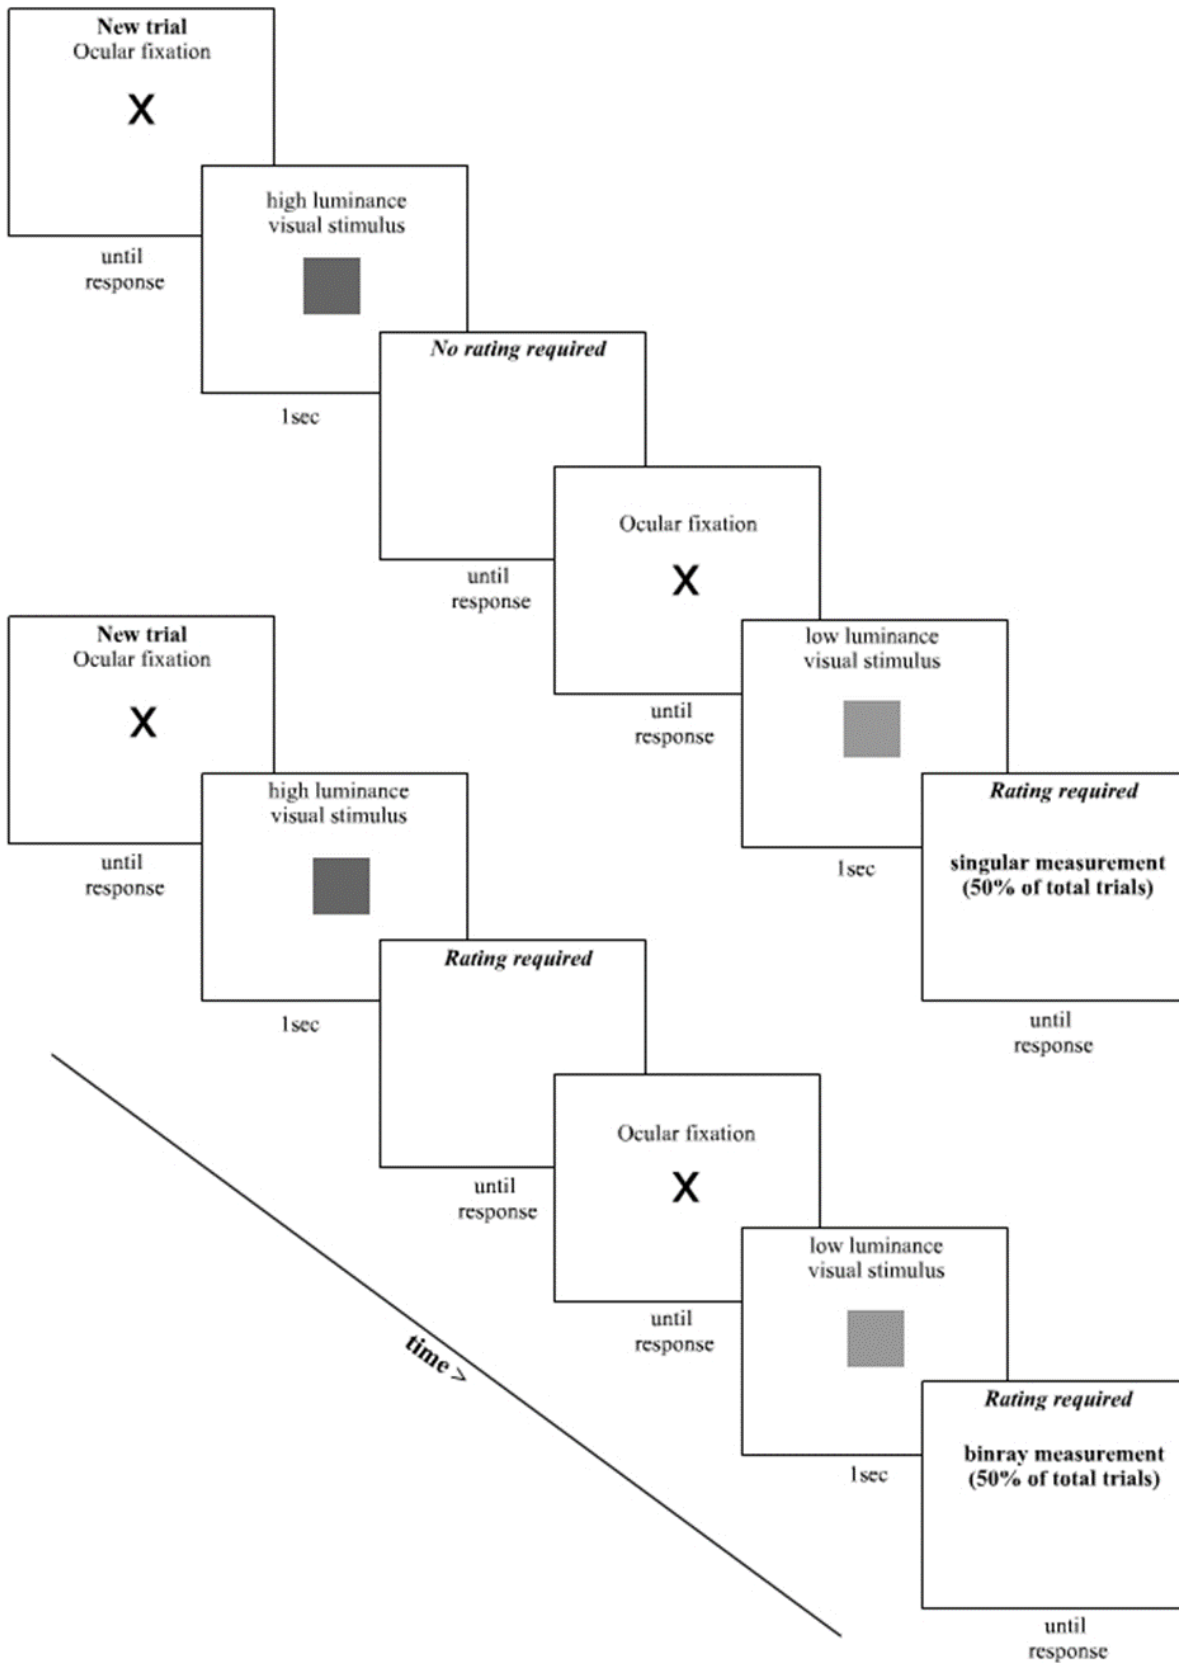 New trial
Ocular fixation
X
until
response
high luminance
visual stimulus
1sec
No rating required
until
response
Ocular fixation
X
until
response
low luminance
visual stimulus
1sec
Rating required
singular measurement
(50% of total trials)
until
response
New trial
Ocular fixation
X
until
response
high luminance
visual stimulus
1sec
Rating required
until
response
Ocular fixation
X
until
response
low luminance
visual stimulus
1sec
Rating required
binray measurement
(50% of total trials)
until
response
time >